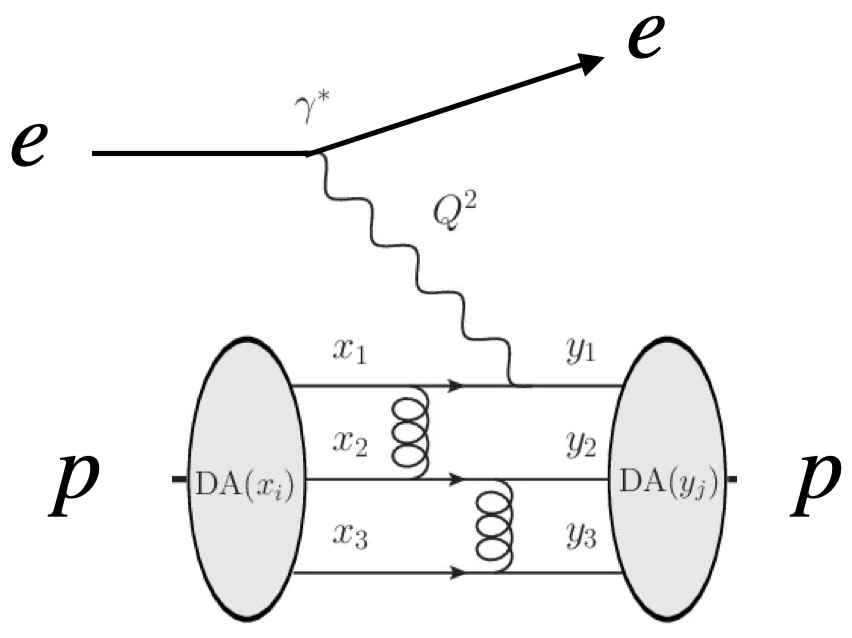 e
γ*
e
Q²
x₁ y₁
x₂ y₂
p DA(xᵢ) DA(yⱼ) p
x₃ y₃